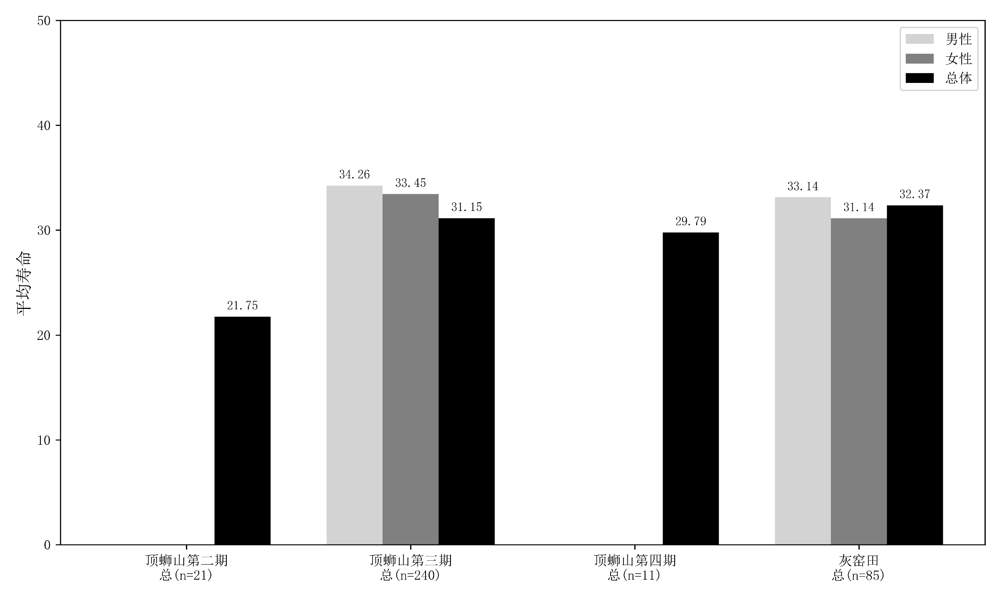 50
40
30
20
10
0
平均寿命
男性
女性
总体
21.75
34.26
33.45
31.15
29.79
33.14
31.14
32.37
顶蛳山第二期
总(n=21)
顶蛳山第三期
总(n=240)
顶蛳山第四期
总(n=11)
灰窑田
总(n=85)